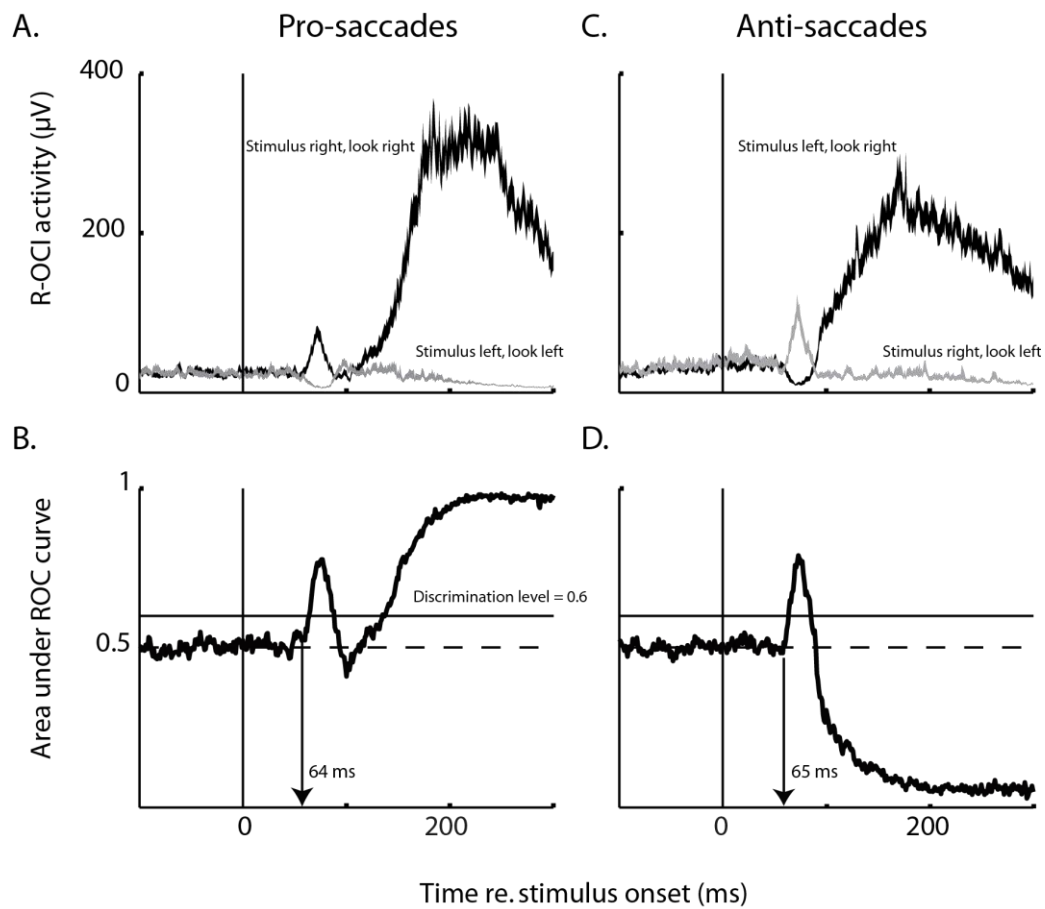 A.
Pro-saccades
C.
Anti-saccades
400
200
0
R-OCI activity (µV)
Stimulus right, look right
Stimulus left, look left
Stimulus left, look right
Stimulus right, look left
B.
D.
1
0.5
Area under ROC curve
Discrimination level = 0.6
64 ms
65 ms
0
200
0
200
Time re. stimulus onset (ms)